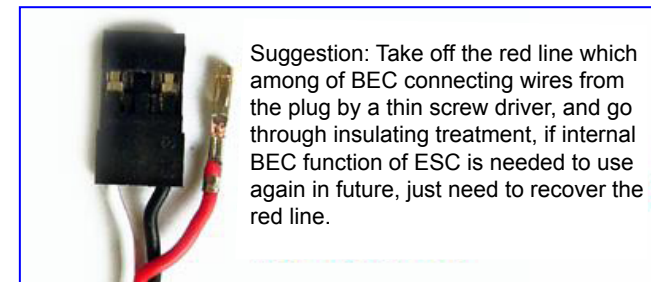 Suggestion: Take off the red line which
among of BEC connecting wires from
the plug by a thin screw driver, and go
through insulating treatment, if internal
BEC function of ESC is needed to use
again in future, just need to recover the
red line.